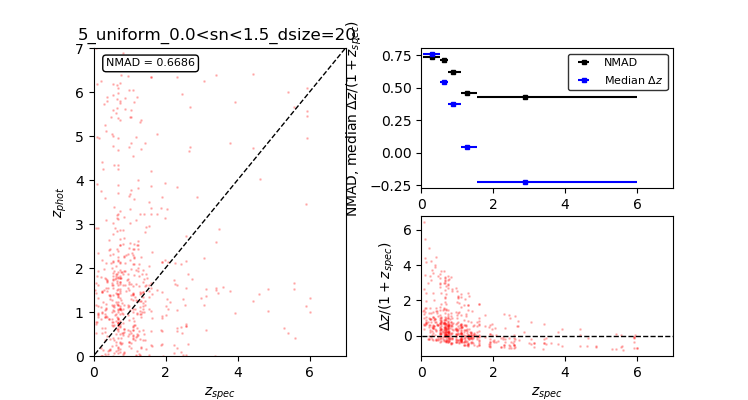 5_uniform_0.0<sn<1.5_dsize=20
NMAD = 0.6686
7
6
5
4
3
2
1
0
z_phot
0 2 4 6
z_spec
NMAD, median Δz/(1 + z_spec)
0.75
0.50
0.25
0.00
−0.25
NMAD
Median Δz
0 2 4 6
Δz/(1 + z_spec)
6
4
2
0
0 2 4 6
z_spec